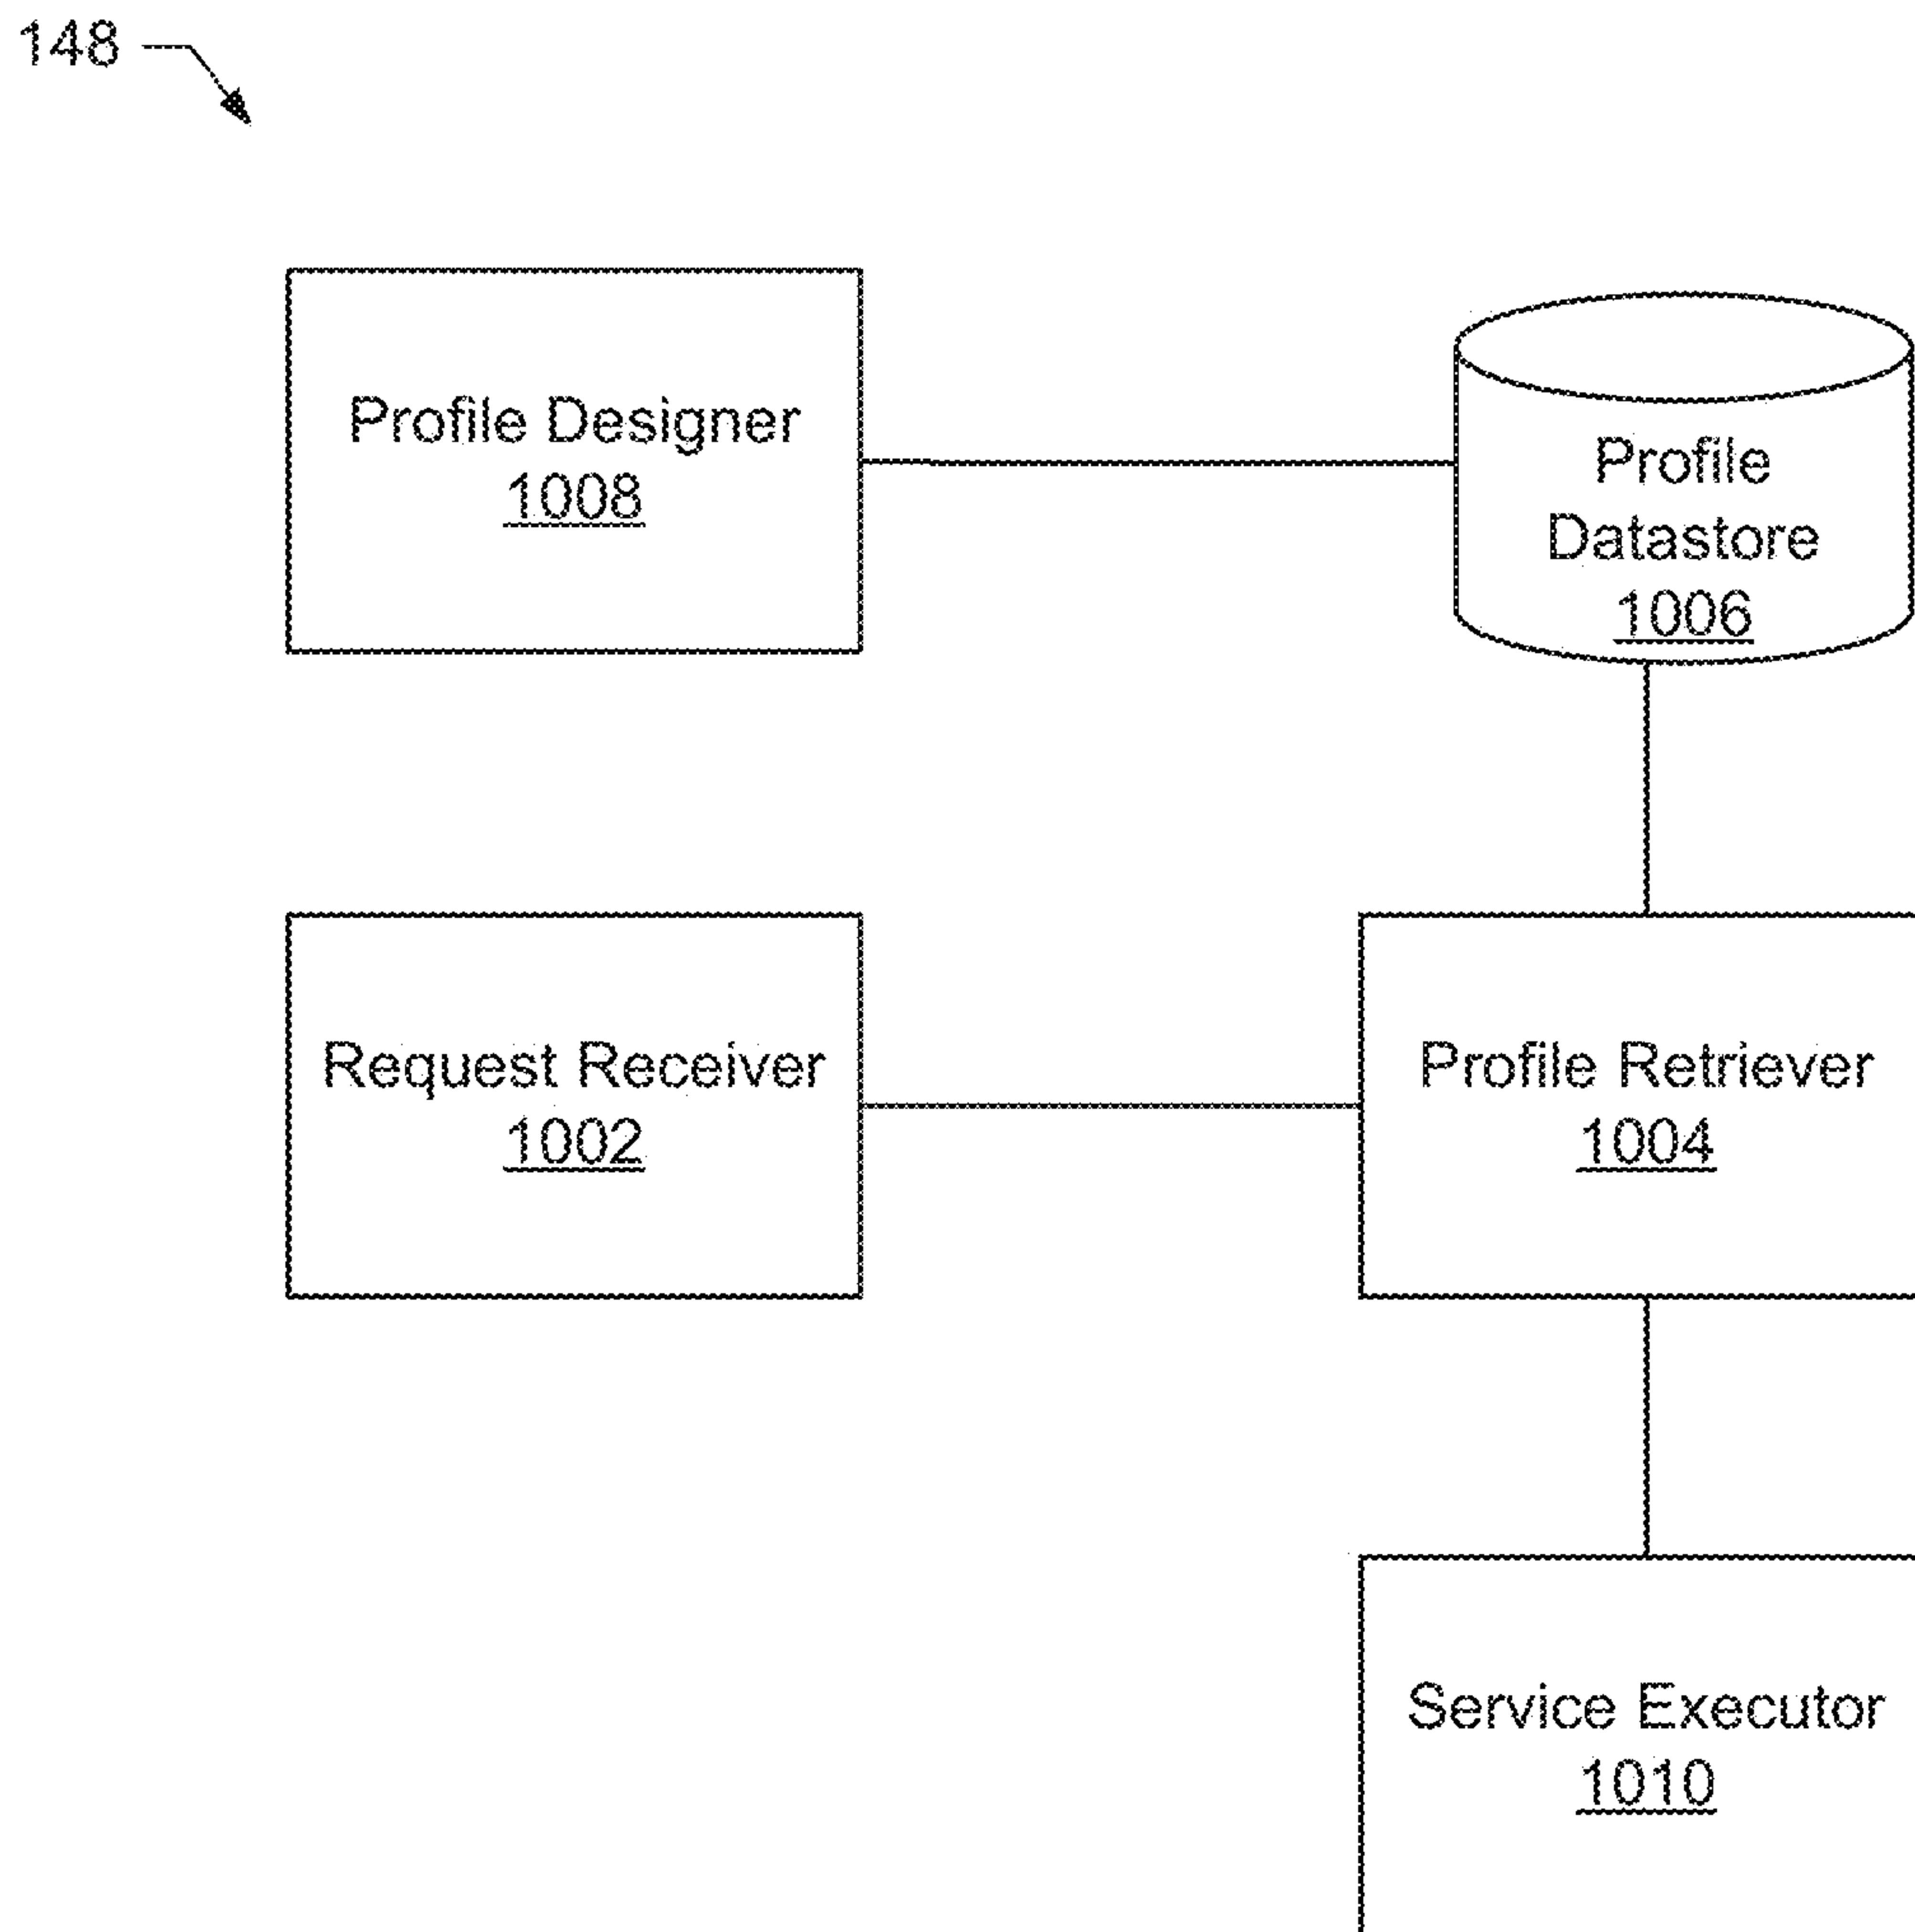 148
Profile Designer
1008
Profile
Datastore
1006
Request Receiver
1002
Profile Retriever
1004
Service Executor
1010